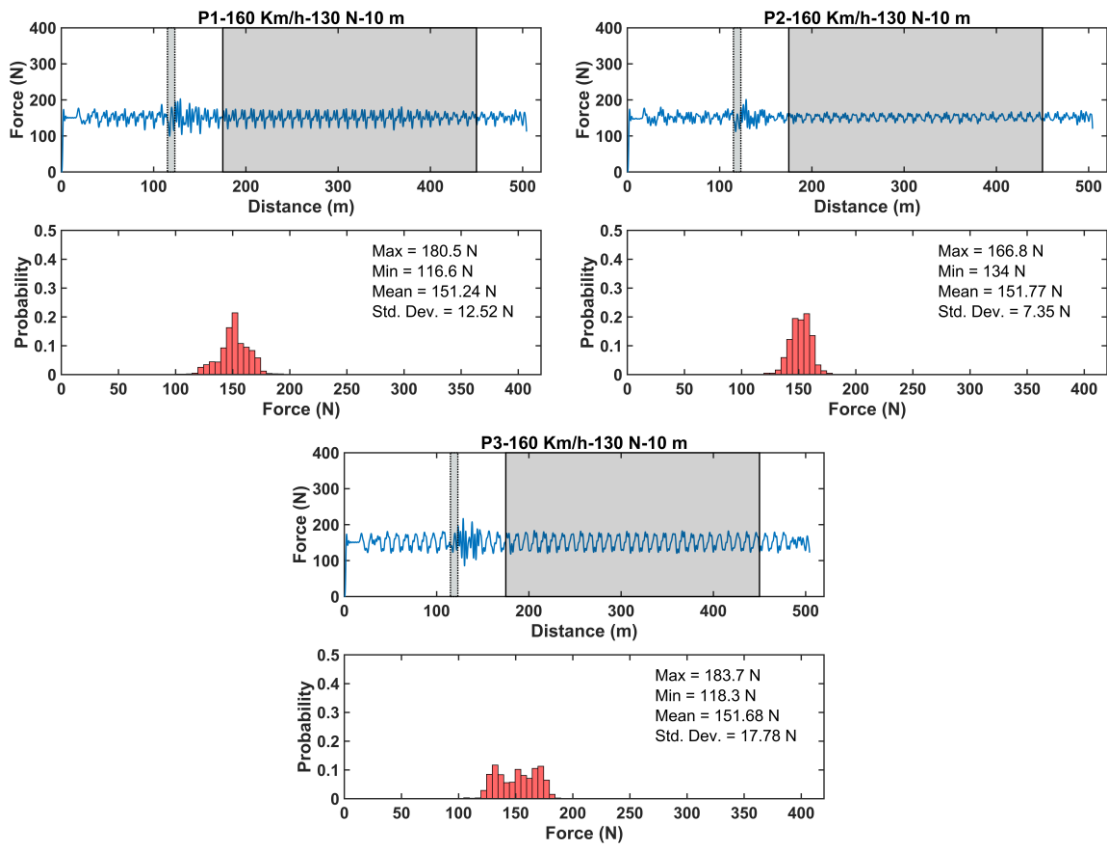 P1-160 Km/h-130 N-10 m
400
300
200
100
0
Force (N)
0 100 200 300 400 500
Distance (m)
0.5
0.4
0.3
0.2
0.1
0
Probability
Max = 180.5 N
Min = 116.6 N
Mean = 151.24 N
Std. Dev. = 12.52 N
0 50 100 150 200 250 300 350 400
Force (N)
P2-160 Km/h-130 N-10 m
400
300
200
100
0
Force (N)
0 100 200 300 400 500
Distance (m)
0.5
0.4
0.3
0.2
0.1
0
Probability
Max = 166.8 N
Min = 134 N
Mean = 151.77 N
Std. Dev. = 7.35 N
0 50 100 150 200 250 300 350 400
Force (N)
P3-160 Km/h-130 N-10 m
400
300
200
100
0
Force (N)
0 100 200 300 400 500
Distance (m)
0.5
0.4
0.3
0.2
0.1
0
Probability
Max = 183.7 N
Min = 118.3 N
Mean = 151.68 N
Std. Dev. = 17.78 N
0 50 100 150 200 250 300 350 400
Force (N)